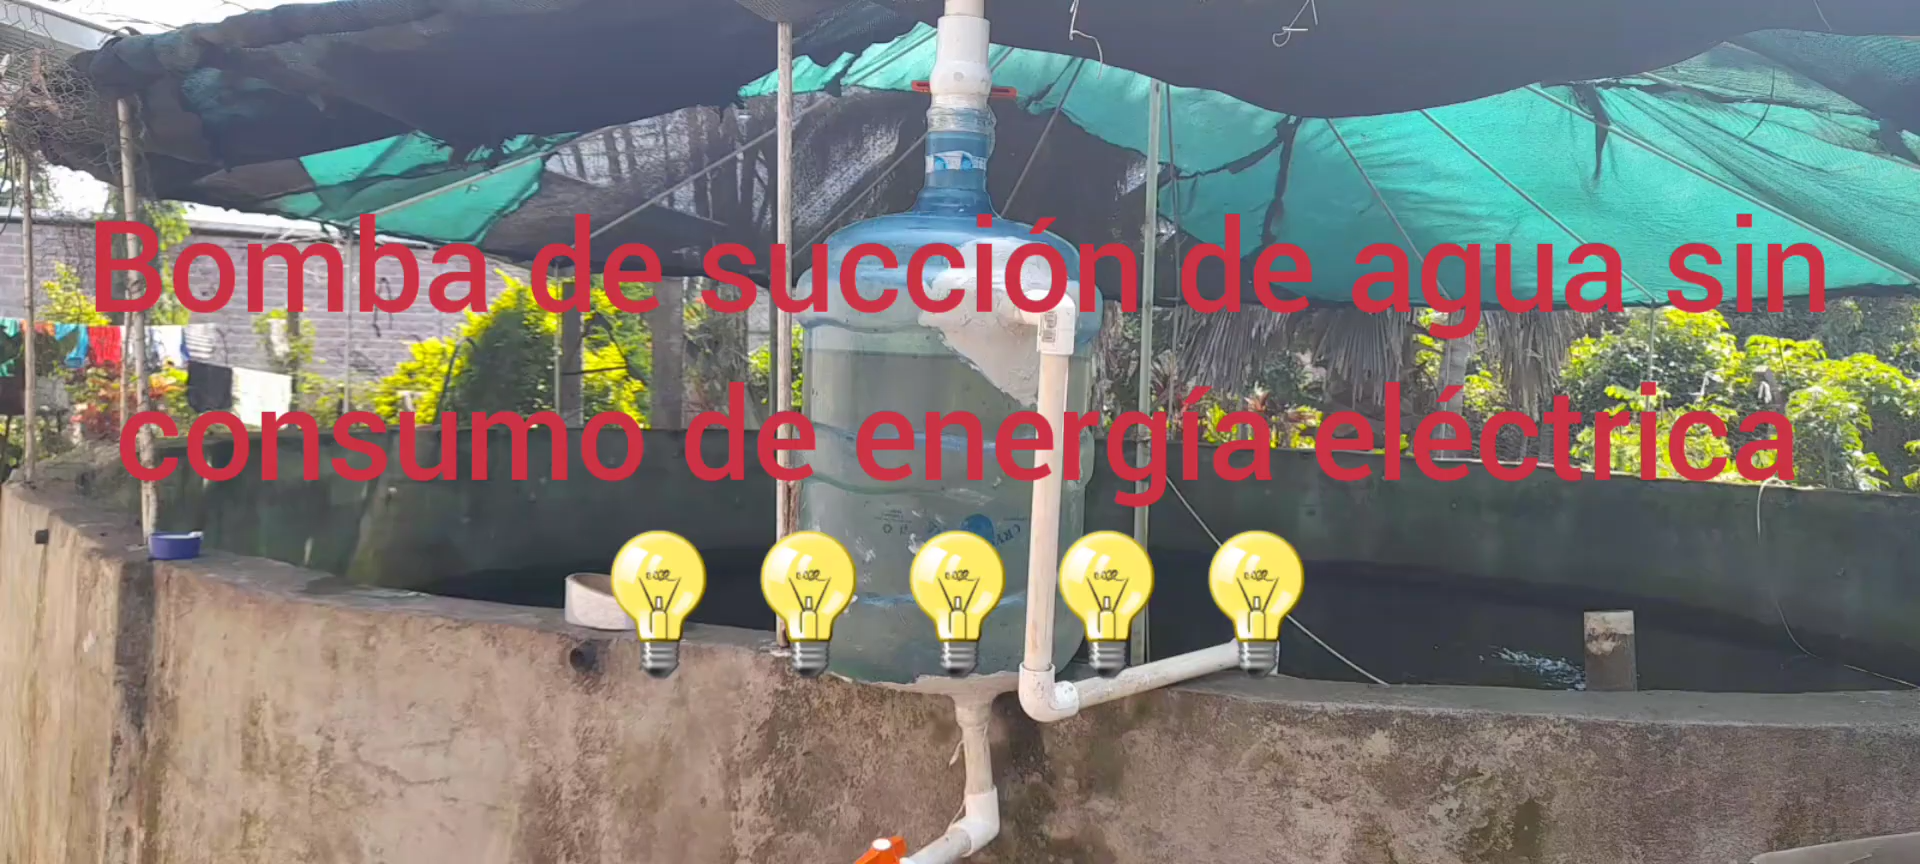 Bomba de succión de agua sin
consumo de energía eléctrica